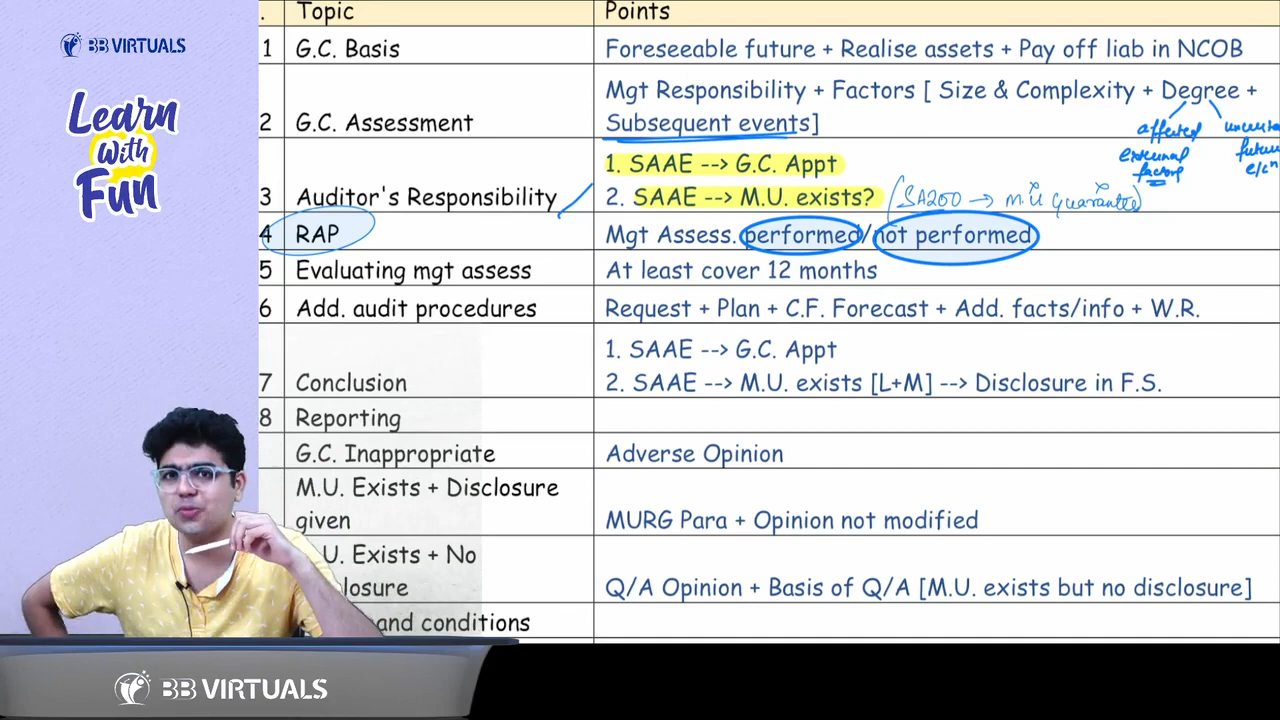 BB VIRTUALS
Learn
With
Fun
. Topic Points
1 G.C. Basis Foreseeable future + Realise assets + Pay off liab in NCOB
2 G.C. Assessment Mgt Responsibility + Factors [ Size & Complexity + Degree +
Subsequent events]
affected
external
factors
3 Auditor's Responsibility 1. SAAE --> G.C. Appt
2. SAAE --> M.U. exists? (SA200 → M.U Guarantee)
4 RAP Mgt Assess. performed/not performed
5 Evaluating mgt assess At least cover 12 months
6 Add. audit procedures Request + Plan + C.F. Forecast + Add. facts/info + W.R.
7 Conclusion 1. SAAE --> G.C. Appt
2. SAAE --> M.U. exists [L+M] --> Disclosure in F.S.
8 Reporting
G.C. Inappropriate Adverse Opinion
M.U. Exists + Disclosure
given MURG Para + Opinion not modified
.U. Exists + No
losure Q/A Opinion + Basis of Q/A [M.U. exists but no disclosure]
and conditions
BB VIRTUALS